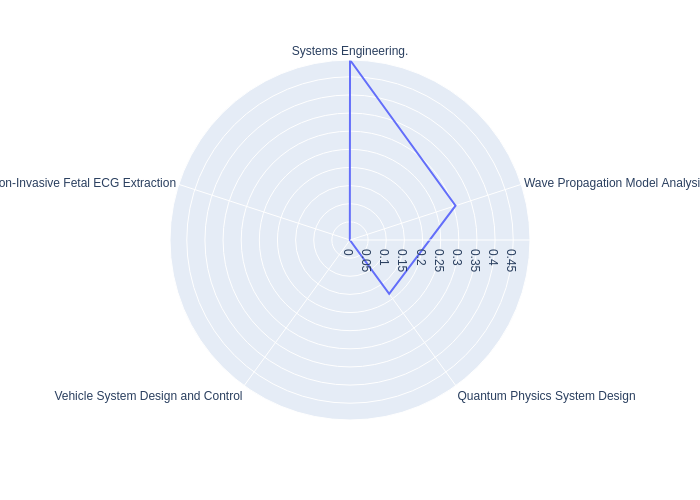 Systems Engineering.
on-Invasive Fetal ECG Extraction
Wave Propagation Model Analysi
0
0.05
0.1
0.15
0.2
0.25
0.3
0.35
0.4
0.45
Vehicle System Design and Control
Quantum Physics System Design